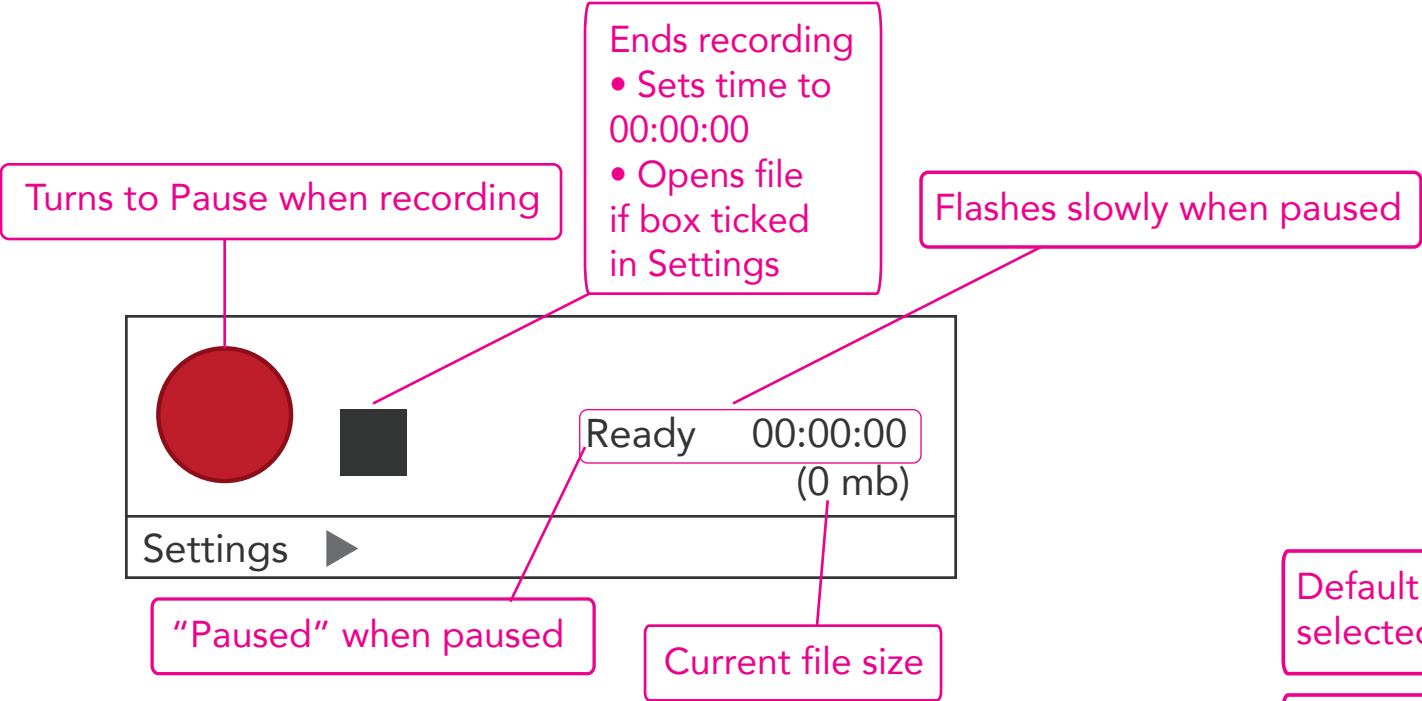 Ends recording
• Sets time to
00:00:00
• Opens file
if box ticked
in Settings
Turns to Pause when recording
Flashes slowly when paused
Ready 00:00:00
(0 mb)
Settings
"Paused" when paused
Current file size
Default
selected